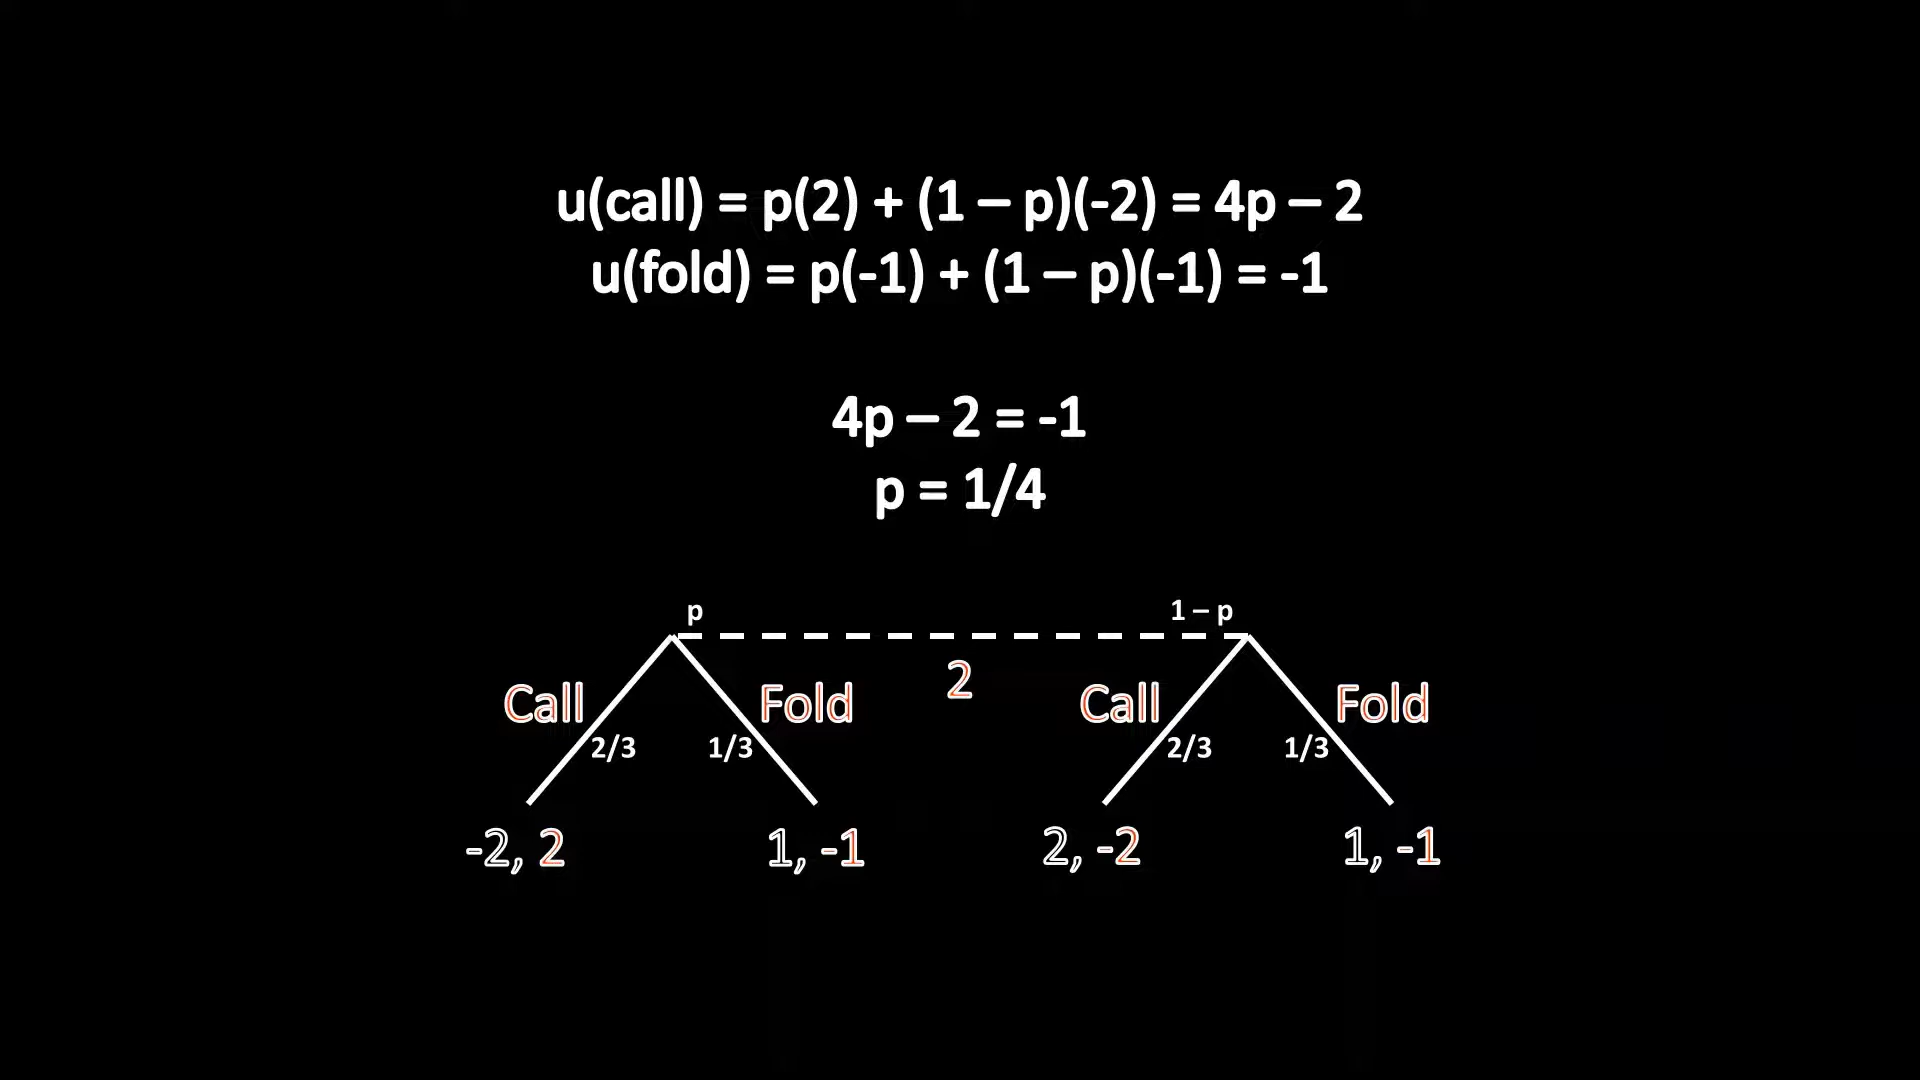 u(call) = p(2) + (1 – p)(-2) = 4p – 2
u(fold) = p(-1) + (1 – p)(-1) = -1
4p – 2 = -1
p = 1/4
p 1 – p
2
Call Fold Call Fold
2/3 1/3 2/3 1/3
-2, 2 1, -1 2, -2 1, -1